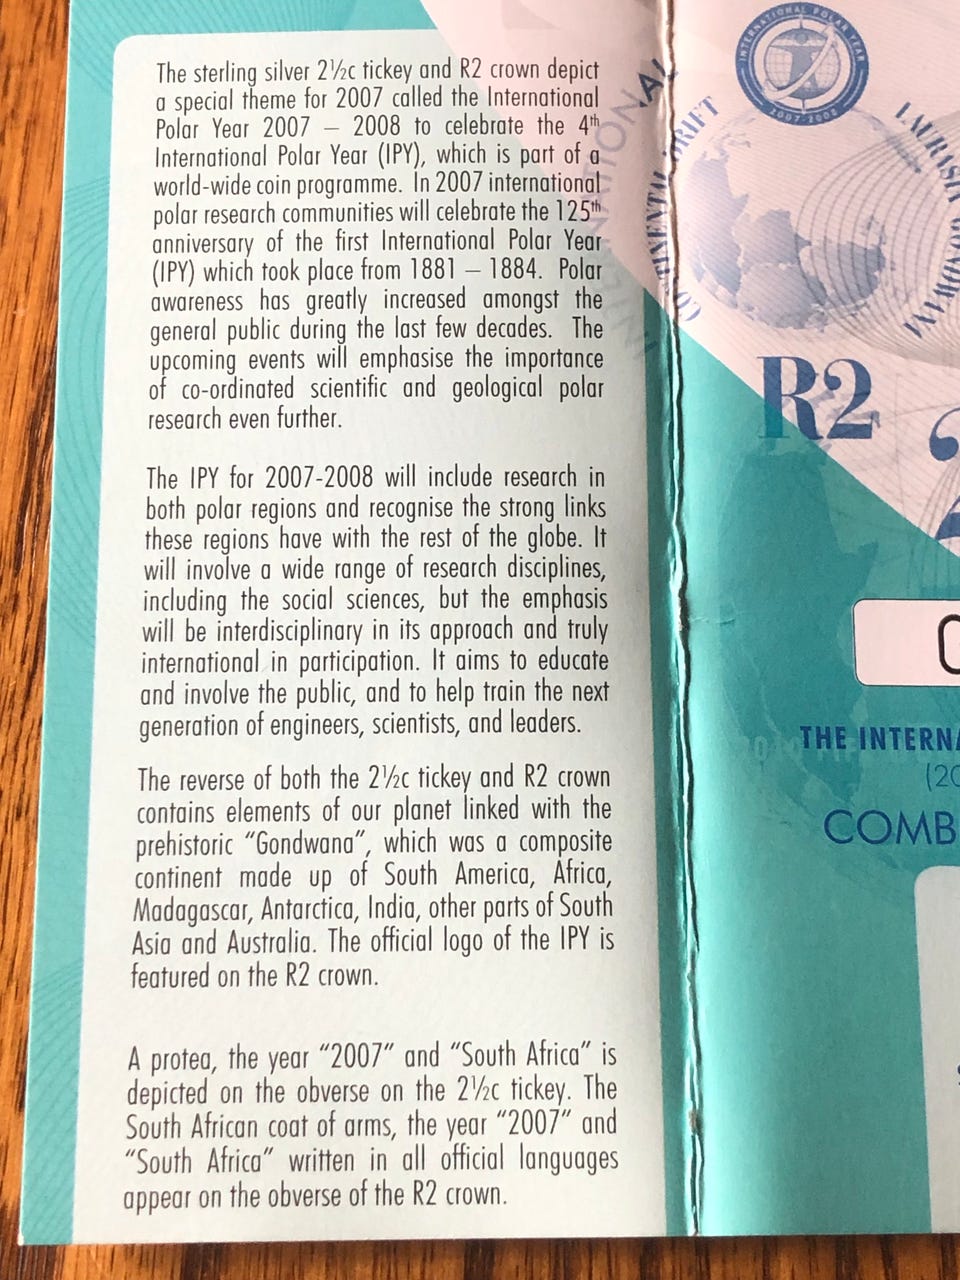 The sterling silver 2½c tickey and R2 crown depict
a special theme for 2007 called the International
Polar Year 2007 – 2008 to celebrate the 4th
International Polar Year (IPY), which is part of a
world-wide coin programme. In 2007 international
polar research communities will celebrate the 125th
anniversary of the first International Polar Year
(IPY) which took place from 1881 – 1884. Polar
awareness has greatly increased amongst the
general public during the last few decades. The
upcoming events will emphasise the importance
of co-ordinated scientific and geological polar
research even further.
The IPY for 2007-2008 will include research in
both polar regions and recognise the strong links
these regions have with the rest of the globe. It
will involve a wide range of research disciplines,
including the social sciences, but the emphasis
will be interdisciplinary in its approach and truly
international in participation. It aims to educate
and involve the public, and to help train the next
generation of engineers, scientists, and leaders.
The reverse of both the 2½c tickey and R2 crown
contains elements of our planet linked with the
prehistoric "Gondwana", which was a composite
continent made up of South America, Africa,
Madagascar, Antarctica, India, other parts of South
Asia and Australia. The official logo of the IPY is
featured on the R2 crown.
A protea, the year "2007" and "South Africa" is
depicted on the obverse on the 2½c tickey. The
South African coat of arms, the year "2007" and
"South Africa" written in all official languages
appear on the obverse of the R2 crown.
INTERNATIONAL POLAR YEAR
2007-2008
INTERNATIONAL
CONTINENTAL DRIFT
LAURASIA GONDWANA
R2
2
THE INTERNA
(20
COMB